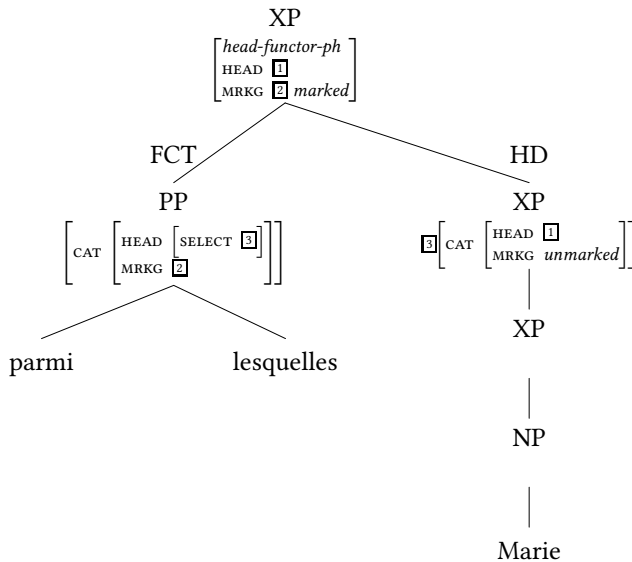 XP
head-functor-ph
HEAD 1
MRKG 2 marked
FCT HD
PP XP
CAT HEAD SELECT 3 3 CAT HEAD 1
MRKG 2 MRKG unmarked
XP
parmi lesquelles
NP
Marie